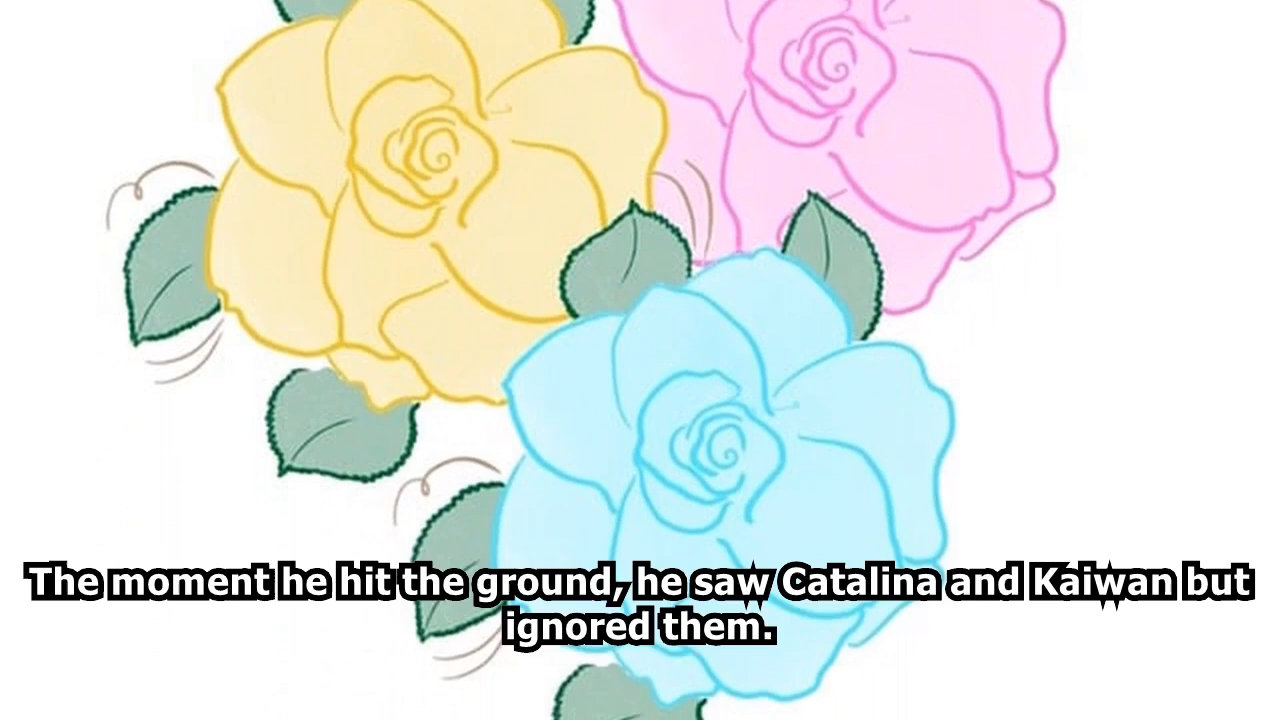 The moment he hit the ground, he saw Catalina and Kaiwan but
ignored them.